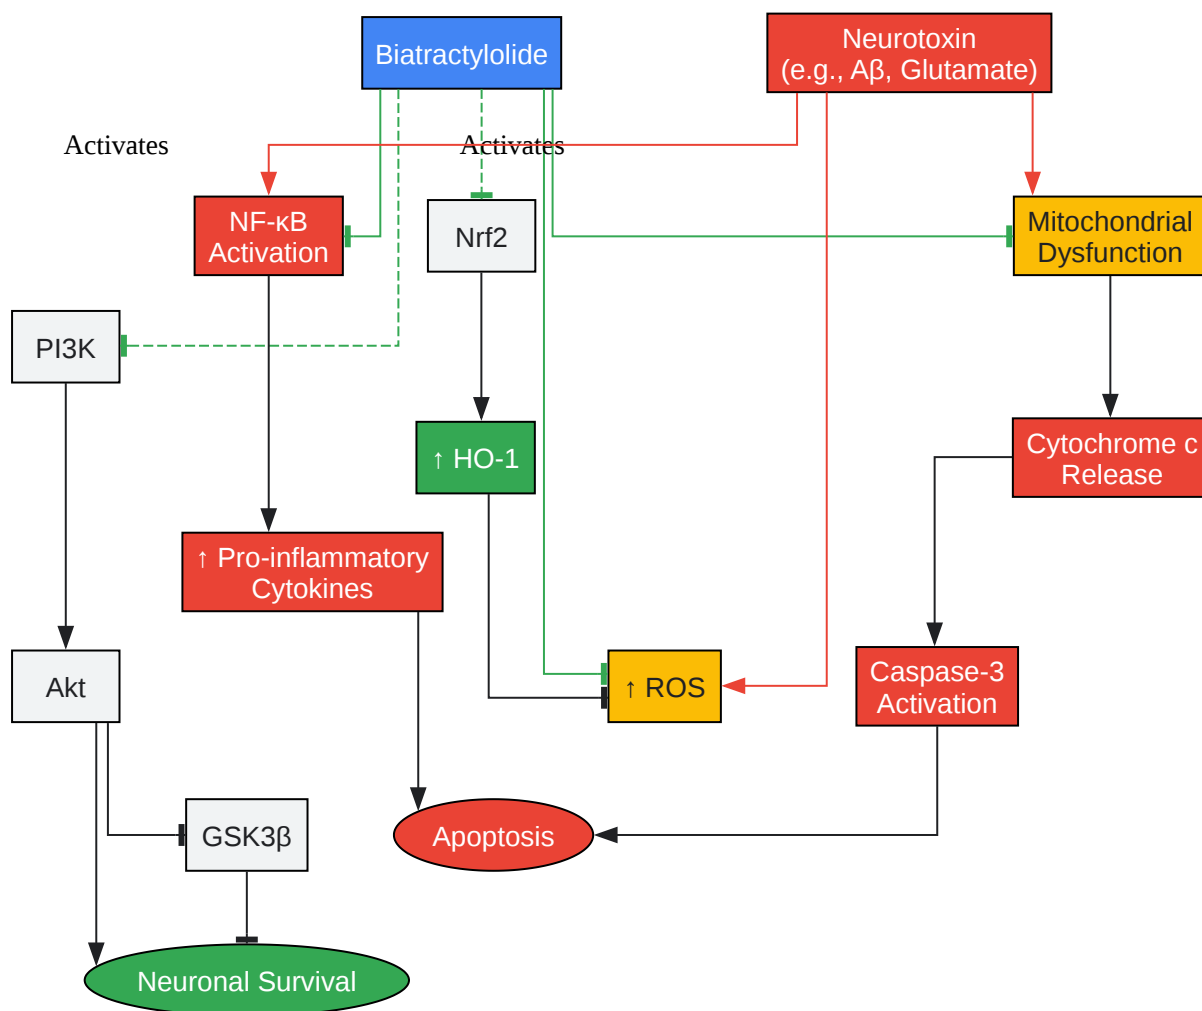 Biatractylolide
Neurotoxin
(e.g., Aβ, Glutamate)
Activates
Activates
NF-κB
Activation
Nrf2
Mitochondrial
Dysfunction
PI3K
↑ HO-1
Cytochrome c
Release
↑ Pro-inflammatory
Cytokines
Akt
↑ ROS
Caspase-3
Activation
GSK3β
Apoptosis
Neuronal Survival